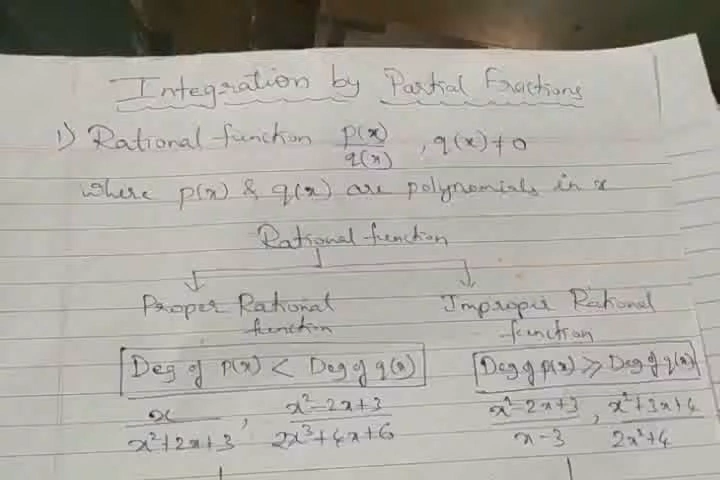 Integration by Partial Fractions
1) Rational function p(x)/q(x) , q(x) ≠ 0
where p(x) & q(x) are polynomials in x
Rational function
Proper Rational function
Improper Rational function
Deg of p(x) < Deg of q(x)
Deg of p(x) ≥ Deg of q(x)
x/(x²+2x+3) , (x²-2x+3)/(2x³+4x+6)
(x²-2x+3)/(x-3) , (x²+3x+4)/(2x²+4)